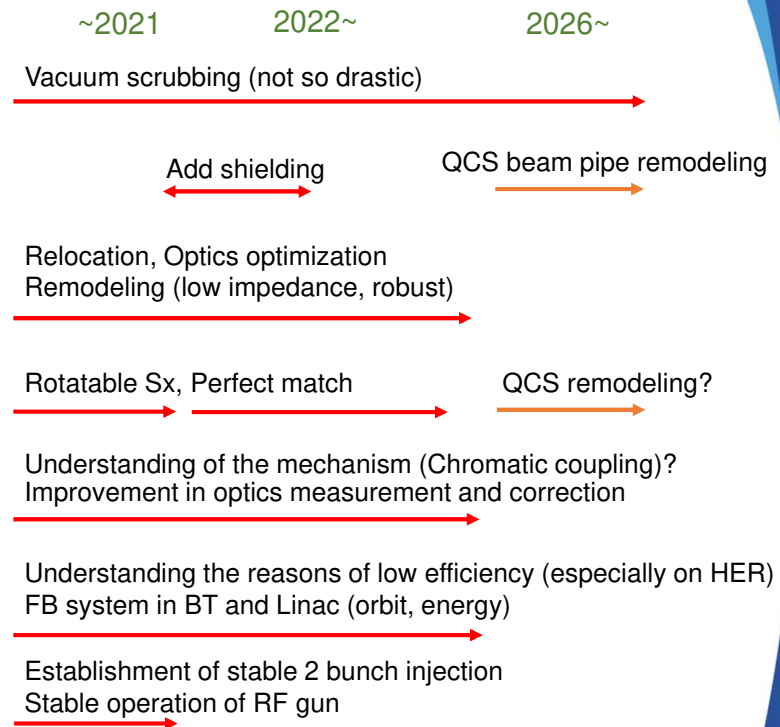 ~2021 2022~ 2026~
Vacuum scrubbing (not so drastic)
Add shielding QCS beam pipe remodeling
Relocation, Optics optimization
Remodeling (low impedance, robust)
Rotatable Sx, Perfect match QCS remodeling?
Understanding of the mechanism (Chromatic coupling)?
Improvement in optics measurement and correction
Understanding the reasons of low efficiency (especially on HER)
FB system in BT and Linac (orbit, energy)
Establishment of stable 2 bunch injection
Stable operation of RF gun